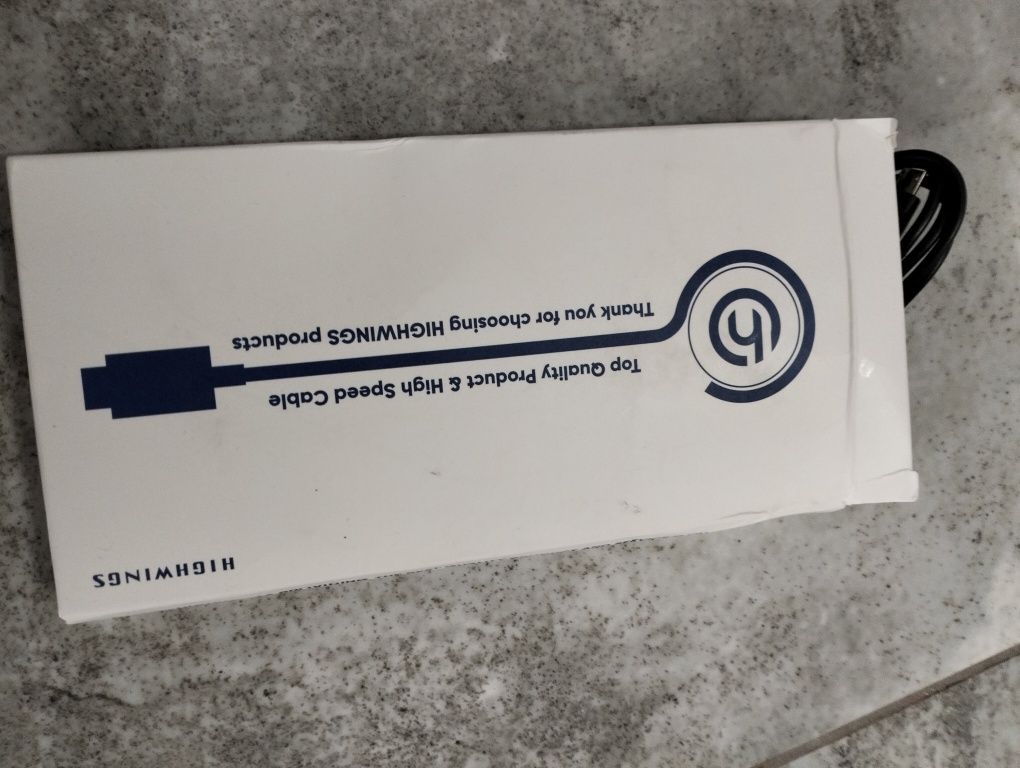 HIGHWINGS
Top Quality Product & High Speed Cable
Thank you for choosing HIGHWINGS products